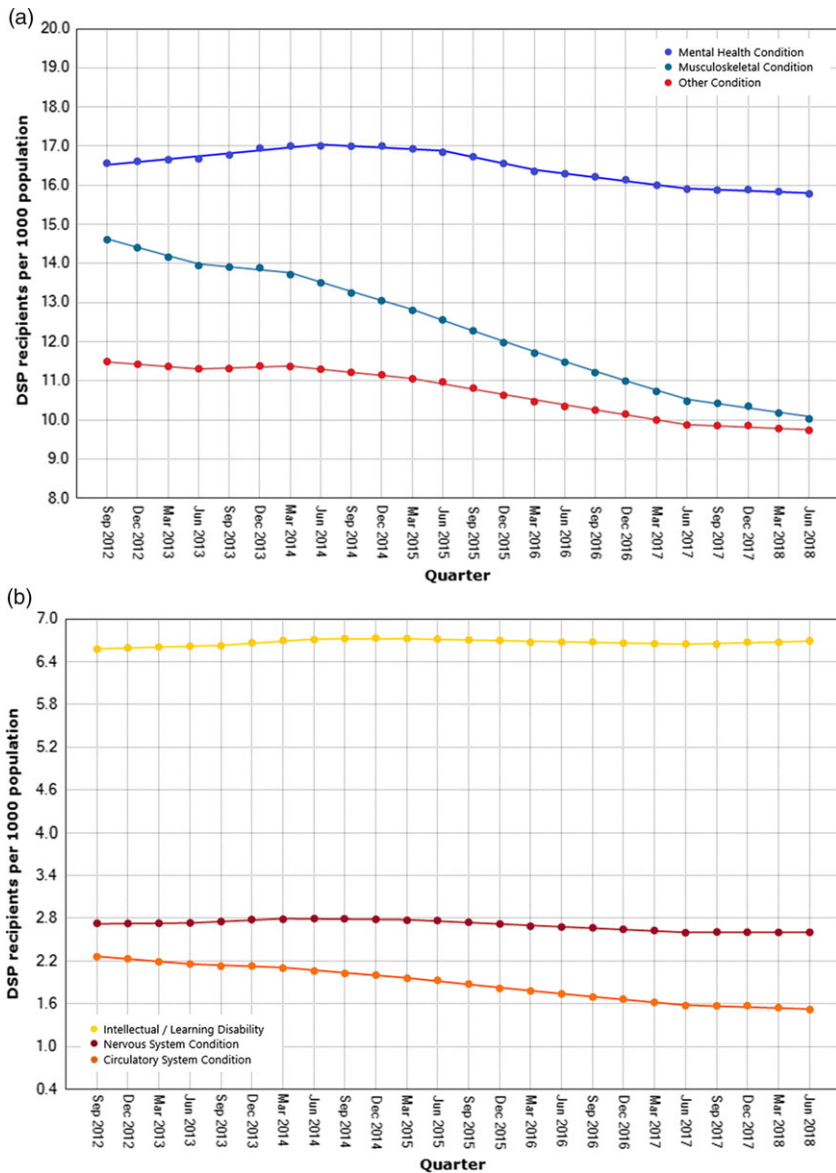 (a)
20.0
19.0
18.0
17.0
16.0
15.0
14.0
13.0
12.0
11.0
10.0
9.0
8.0
DSP recipients per 1000 population
Mental Health Condition
Musculoskeletal Condition
Other Condition
Sep 2012
Dec 2012
Mar 2013
Jun 2013
Sep 2013
Dec 2013
Mar 2014
Jun 2014
Sep 2014
Dec 2014
Mar 2015
Jun 2015
Sep 2015
Dec 2015
Mar 2016
Jun 2016
Sep 2016
Dec 2016
Mar 2017
Jun 2017
Sep 2017
Dec 2017
Mar 2018
Jun 2018
Quarter
(b)
7.0
6.4
5.8
5.2
4.6
4.0
3.4
2.8
2.2
1.6
1.0
0.4
DSP recipients per 1000 population
Intellectual / Learning Disability
Nervous System Condition
Circulatory System Condition
Sep 2012
Dec 2012
Mar 2013
Jun 2013
Sep 2013
Dec 2013
Mar 2014
Jun 2014
Sep 2014
Dec 2014
Mar 2015
Jun 2015
Sep 2015
Dec 2015
Mar 2016
Jun 2016
Sep 2016
Dec 2016
Mar 2017
Jun 2017
Sep 2017
Dec 2017
Mar 2018
Jun 2018
Quarter